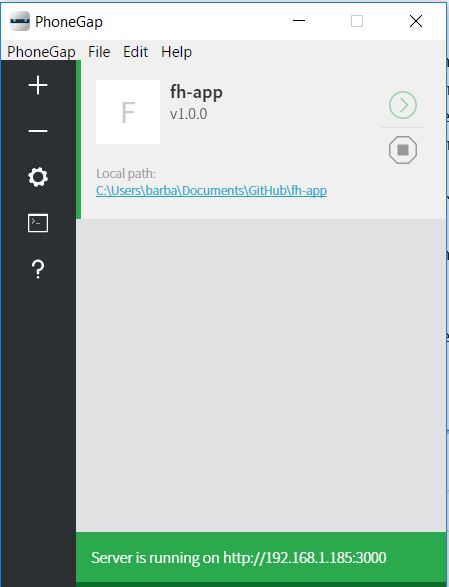 PhoneGap
PhoneGap File Edit Help
F
fh-app
v1.0.0
Local path:
C:\Users\barba\Documents\GitHub\fh-app
Server is running on http://192.168.1.185:3000